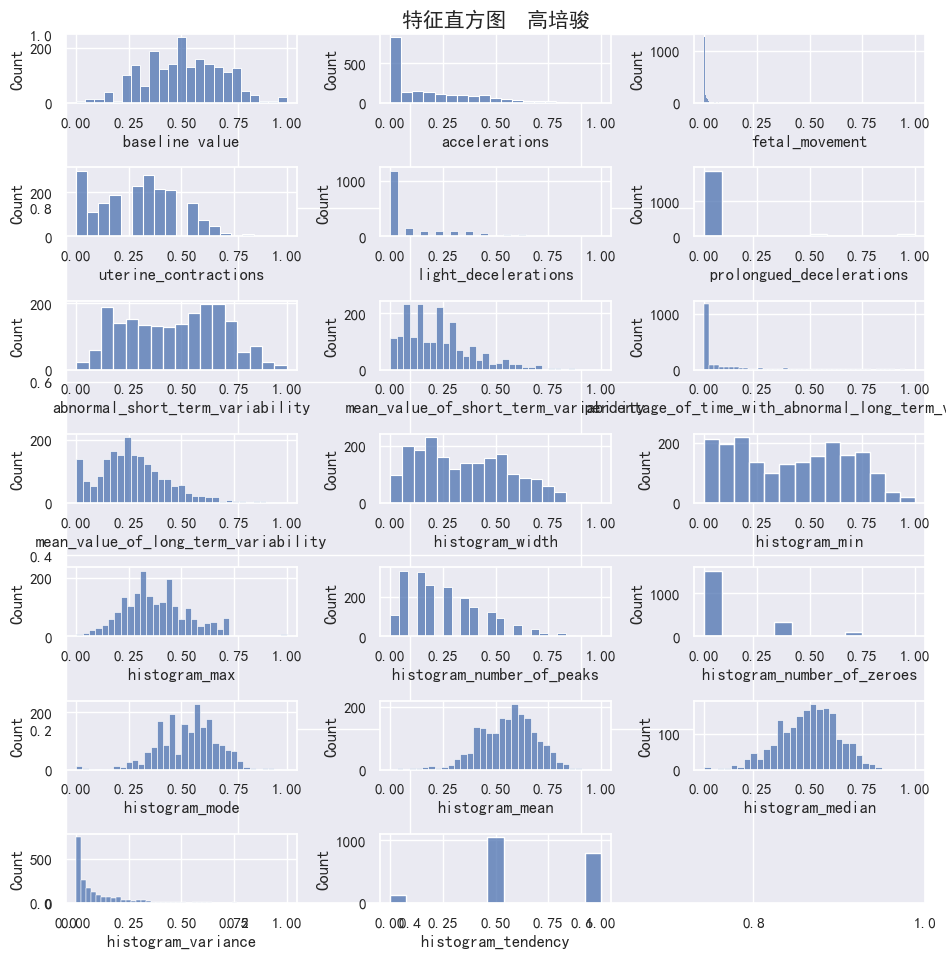 特征直方图 高培骏
1.0
200
0
Count
0.00 0.25 0.50 0.75 1.00
baseline value
500
0
Count
0.00 0.25 0.50 0.75 1.00
accelerations
1000
0
Count
0.00 0.25 0.50 0.75 1.00
fetal_movement
200
0.8
0
Count
0.00 0.25 0.50 0.75 1.00
uterine_contractions
1000
0
Count
0.00 0.25 0.50 0.75 1.00
light_decelerations
1000
0
Count
0.00 0.25 0.50 0.75 1.00
prolongued_decelerations
200
0
0.6
Count
0.00 0.25 0.50 0.75 1.00
abnormal_short_term_variability
200
0
Count
0.00 0.25 0.50 0.75 1.00
mean_value_of_short_term_variability
1000
0
Count
0.00 0.25 0.50 0.75 1.00
percentage_of_time_with_abnormal_long_term_v
200
0
Count
0.00 0.25 0.50 0.75 1.00
mean_value_of_long_term_variability
0.4
200
0
Count
0.00 0.25 0.50 0.75 1.00
histogram_width
200
0
Count
0.00 0.25 0.50 0.75 1.00
histogram_min
200
0
Count
0.00 0.25 0.50 0.75 1.00
histogram_max
200
0
Count
0.00 0.25 0.50 0.75 1.00
histogram_number_of_peaks
1000
0
Count
0.00 0.25 0.50 0.75 1.00
histogram_number_of_zeroes
200
0.2
0
Count
0.00 0.25 0.50 0.75 1.00
histogram_mode
200
0
Count
0.00 0.25 0.50 0.75 1.00
histogram_mean
100
0
Count
0.00 0.25 0.50 0.75 1.00
histogram_median
500
0
0.0
Count
0.25 0.50 1.00
histogram_variance
1000
0
Count
0.00 0.4 0.25 0.50 0.6 1.00
histogram_tendency
0.8 1.0